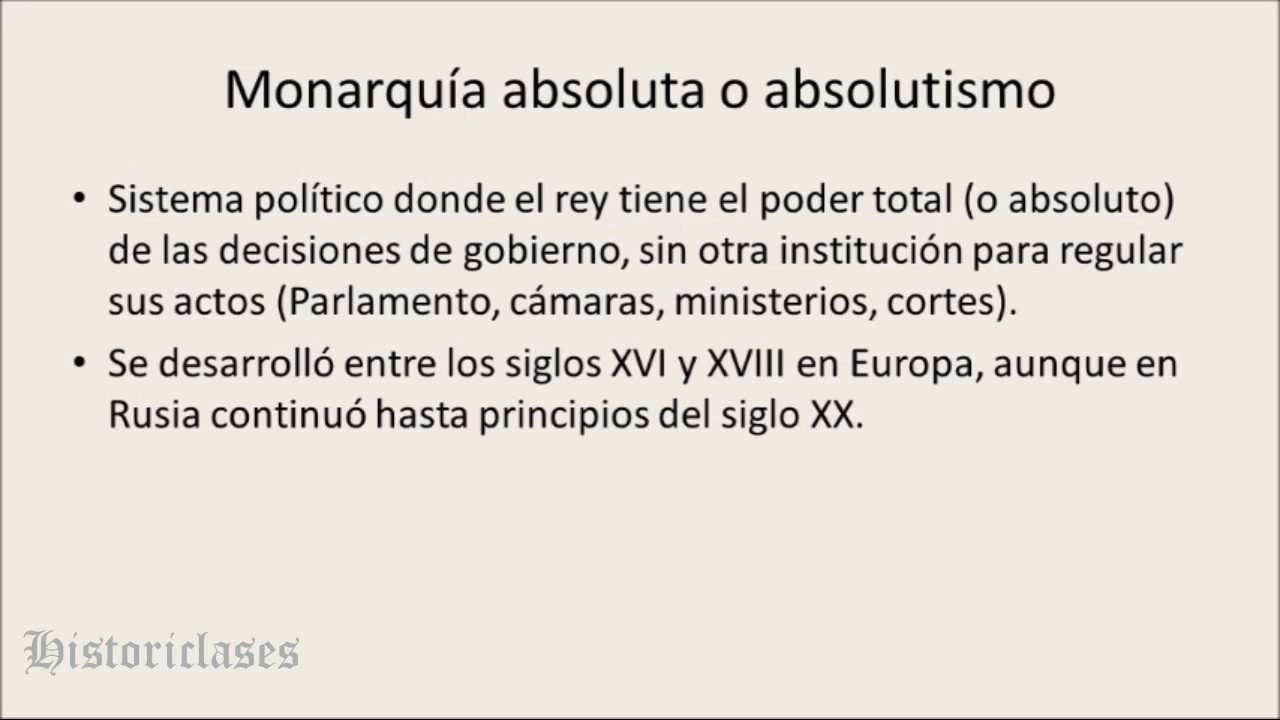 Monarquía absoluta o absolutismo
• Sistema político donde el rey tiene el poder total (o absoluto)
de las decisiones de gobierno, sin otra institución para regular
sus actos (Parlamento, cámaras, ministerios, cortes).
• Se desarrolló entre los siglos XVI y XVIII en Europa, aunque en
Rusia continuó hasta principios del siglo XX.
Historiclases